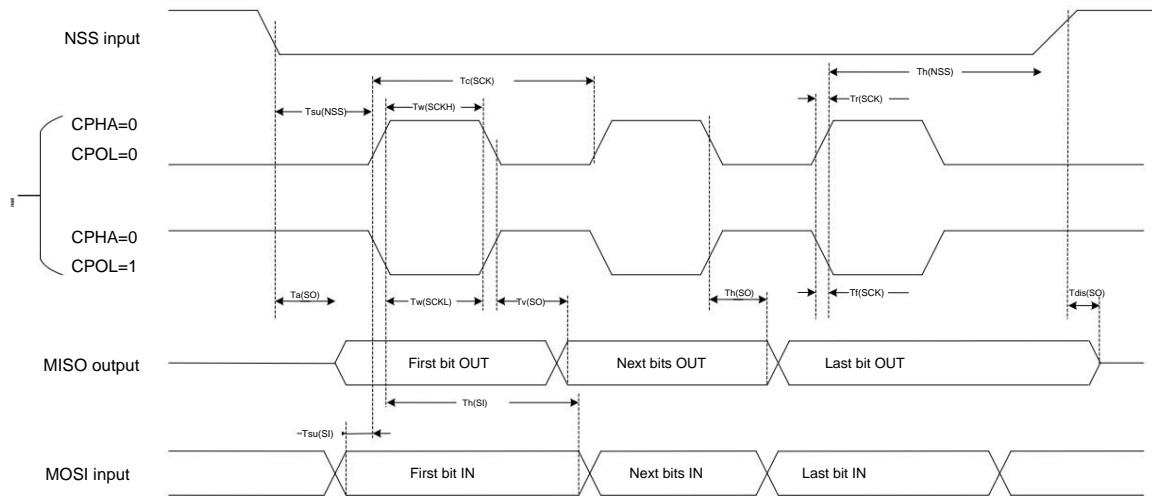 NSS input
Tc(SCK)
Th(NSS)
Tsu(NSS)
Tw(SCKH)
Tr(SCK)
CPHA=0
CPOL=0
CPHA=0
CPOL=1
Ta(SO)
Tw(SCKL)
Tv(SO)
Th(SO)
Tf(SCK)
Tdis(SO)
MISO output
First bit OUT
Next bits OUT
Last bit OUT
Th(SI)
Tsu(SI)
MOSI input
First bit IN
Next bits IN
Last bit IN